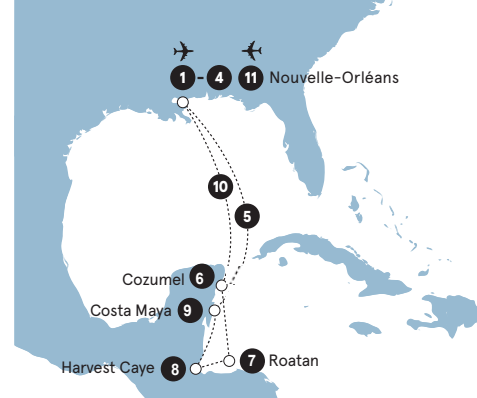 1 - 4 11 Nouvelle-Orléans
10
5
Cozumel 6
Costa Maya 9
7 Roatan
Harvest Caye 8